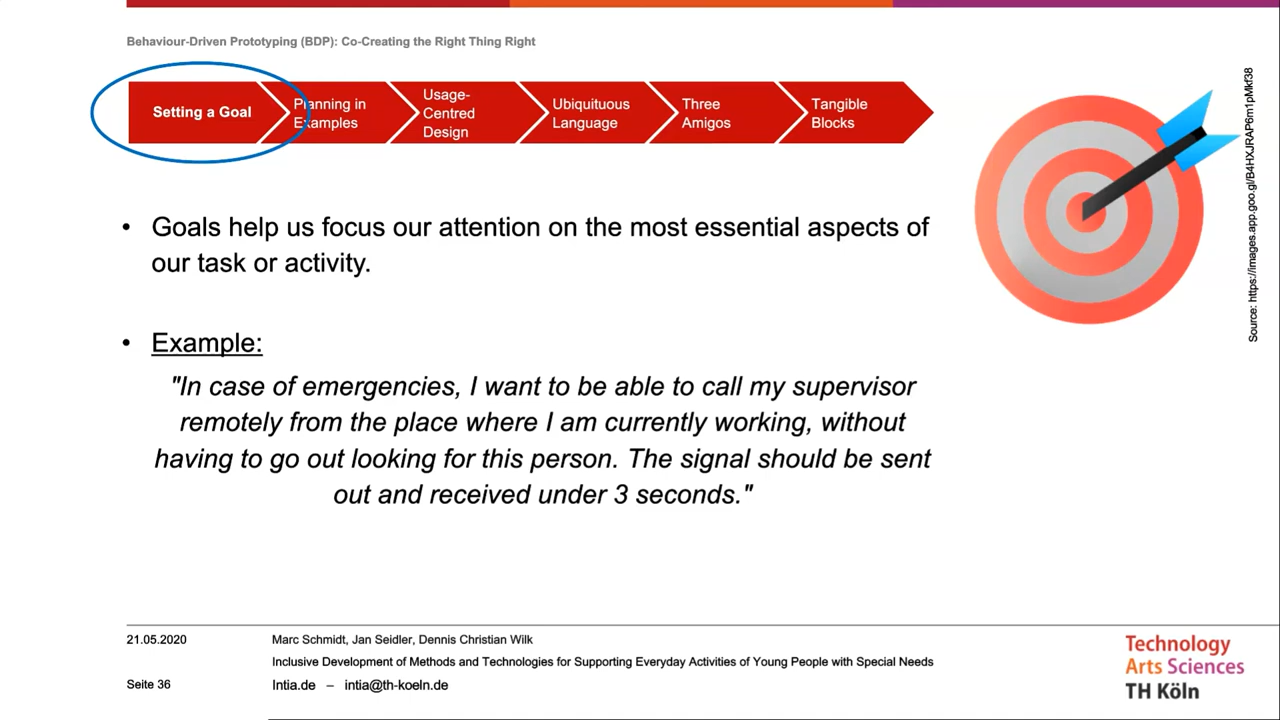 Behaviour-Driven Prototyping (BDP): Co-Creating the Right Thing Right
Setting a Goal
Planning in
Examples
Usage-
Centred
Design
Ubiquituous
Language
Three
Amigos
Tangible
Blocks
• Goals help us focus our attention on the most essential aspects of
our task or activity.
• Example:
"In case of emergencies, I want to be able to call my supervisor
remotely from the place where I am currently working, without
having to go out looking for this person. The signal should be sent
out and received under 3 seconds."
Source: https://images.app.goo.gl/B4HXJRAP6m1pMkf38
21.05.2020
Marc Schmidt, Jan Seidler, Dennis Christian Wilk
Inclusive Development of Methods and Technologies for Supporting Everyday Activities of Young People with Special Needs
Seite 36
Intia.de – intia@th-koeln.de
Technology
Arts Sciences
TH Köln